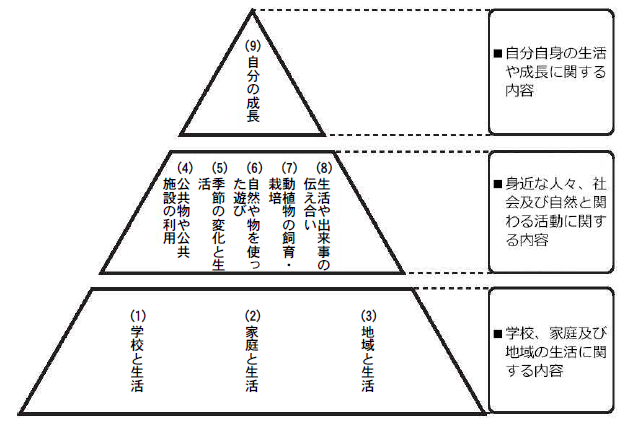 (9)
自分の成長
■自分自身の生活
や成長に関する
内容
(4)
公共物や公共
施設の利用
(5)
季節の変化と生
活
(6)
自然や物を使っ
た遊び
(7)
動植物の飼育・
栽培
(8)
生活や出来事の
伝え合い
■身近な人々、社
会及び自然と関
わる活動に関す
る内容
(1)
学校と生活
(2)
家庭と生活
(3)
地域と生活
■学校、家庭及び
地域の生活に関
する内容